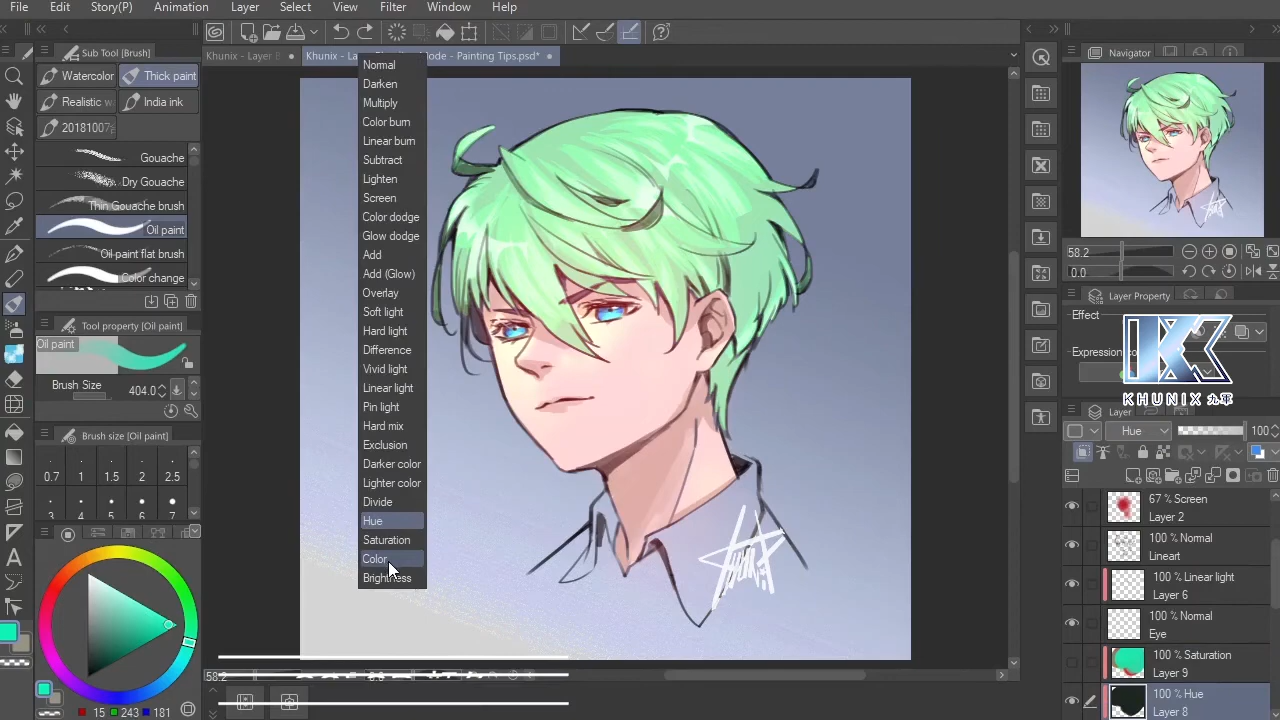 File Edit Story(P) Animation Layer Select View Filter Window Help
Sub Tool [Brush]
Watercolor
Thick paint
Realistic w
India ink
20181007
Gouache
Dry Gouache
Thin Gouache brush
Oil paint
Oil paint flat brush
Color change
Tool property [Oil paint]
Oil paint
Brush Size 404.0
Brush size [Oil paint]
0.7 1 1.5 2 2.5
3 4 5 6 7
15 243 181
Khunix - Layer
Khunix - La
Mode - Painting Tips.psd*
Normal
Darken
Multiply
Color burn
Linear burn
Subtract
Lighten
Screen
Color dodge
Glow dodge
Add
Add (Glow)
Overlay
Soft light
Hard light
Difference
Vivid light
Linear light
Pin light
Hard mix
Exclusion
Darker color
Lighter color
Divide
Hue
Saturation
Color
Brightness
58.2
Navigator
58.2
0.0
Layer Property
Effect
Expression co
KHUNIX
Layer
Hue 100
67 % Screen
Layer 2
100 % Normal
Lineart
100 % Linear light
Layer 6
100 % Normal
Eye
100 % Saturation
Layer 9
100 % Hue
Layer 8